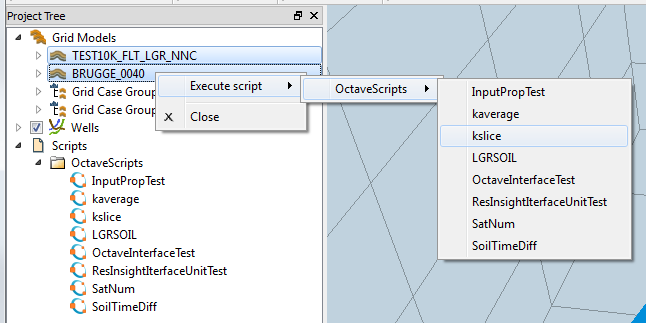 Project Tree
Grid Models
TEST10K_FLT_LGR_NNC
BRUGGE_0040
Grid Case Group
Grid Case Group
Wells
Scripts
OctaveScripts
InputPropTest
kaverage
kslice
LGRSOIL
OctaveInterfaceTest
ResInsightIterfaceUnitTest
SatNum
SoilTimeDiff
Execute script
X Close
OctaveScripts
InputPropTest
kaverage
kslice
LGRSOIL
OctaveInterfaceTest
ResInsightIterfaceUnitTest
SatNum
SoilTimeDiff